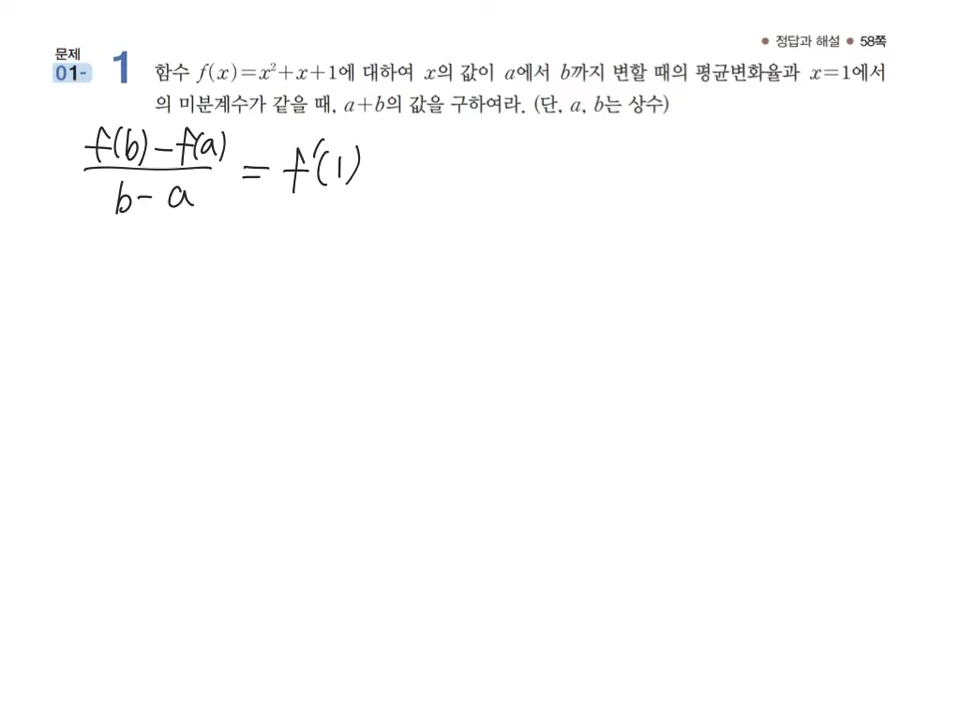 ● 정답과 해설 ● 58쪽
문제
01-1 함수 f(x)=x²+x+1에 대하여 x의 값이 a에서 b까지 변할 때의 평균변화율과 x=1에서
의 미분계수가 같을 때, a+b의 값을 구하여라. (단, a, b는 상수)
f(b)-f(a)
b-a
= f'(1)